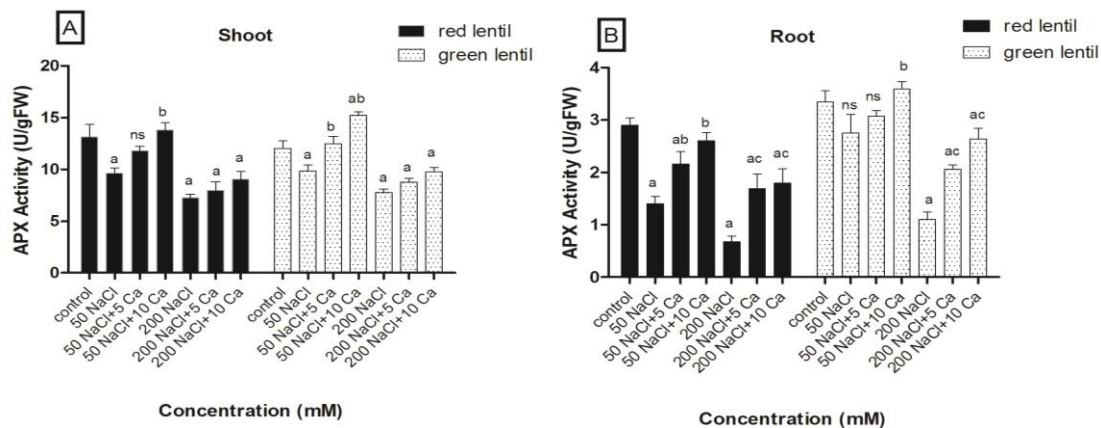 A
Shoot
red lentil
green lentil
APX Activity (U/gFW)
20
15
10
5
0
a
ns
b
a
a
a
a
b
ab
a
a
a
control
50 NaCl
50 NaCl+5 Ca
50 NaCl+10 Ca
200 NaCl
200 NaCl+5 Ca
200 NaCl+10 Ca
control
50 NaCl
50 NaCl+5 Ca
50 NaCl+10 Ca
200 NaCl
200 NaCl+5 Ca
200 NaCl+10 Ca
Concentration (mM)
B
Root
red lentil
green lentil
APX Activity (U/gFW)
4
3
2
1
0
a
ab
b
a
ac
ac
ns
ns
b
a
ac
ac
control
50 NaCl
50 NaCl+5 Ca
50 NaCl+10 Ca
200 NaCl
200 NaCl+5 Ca
200 NaCl+10 Ca
control
50 NaCl
50 NaCl+5 Ca
50 NaCl+10 Ca
200 NaCl
200 NaCl+5 Ca
200 NaCl+10 Ca
Concentration (mM)